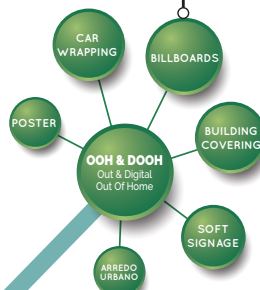 CAR
WRAPPING
BILLBOARDS
POSTER
BUILDING
COVERING
OOH & DOOH
Out & Digital
Out Of Home
SOFT
SIGNAGE
ARREDO
URBANO